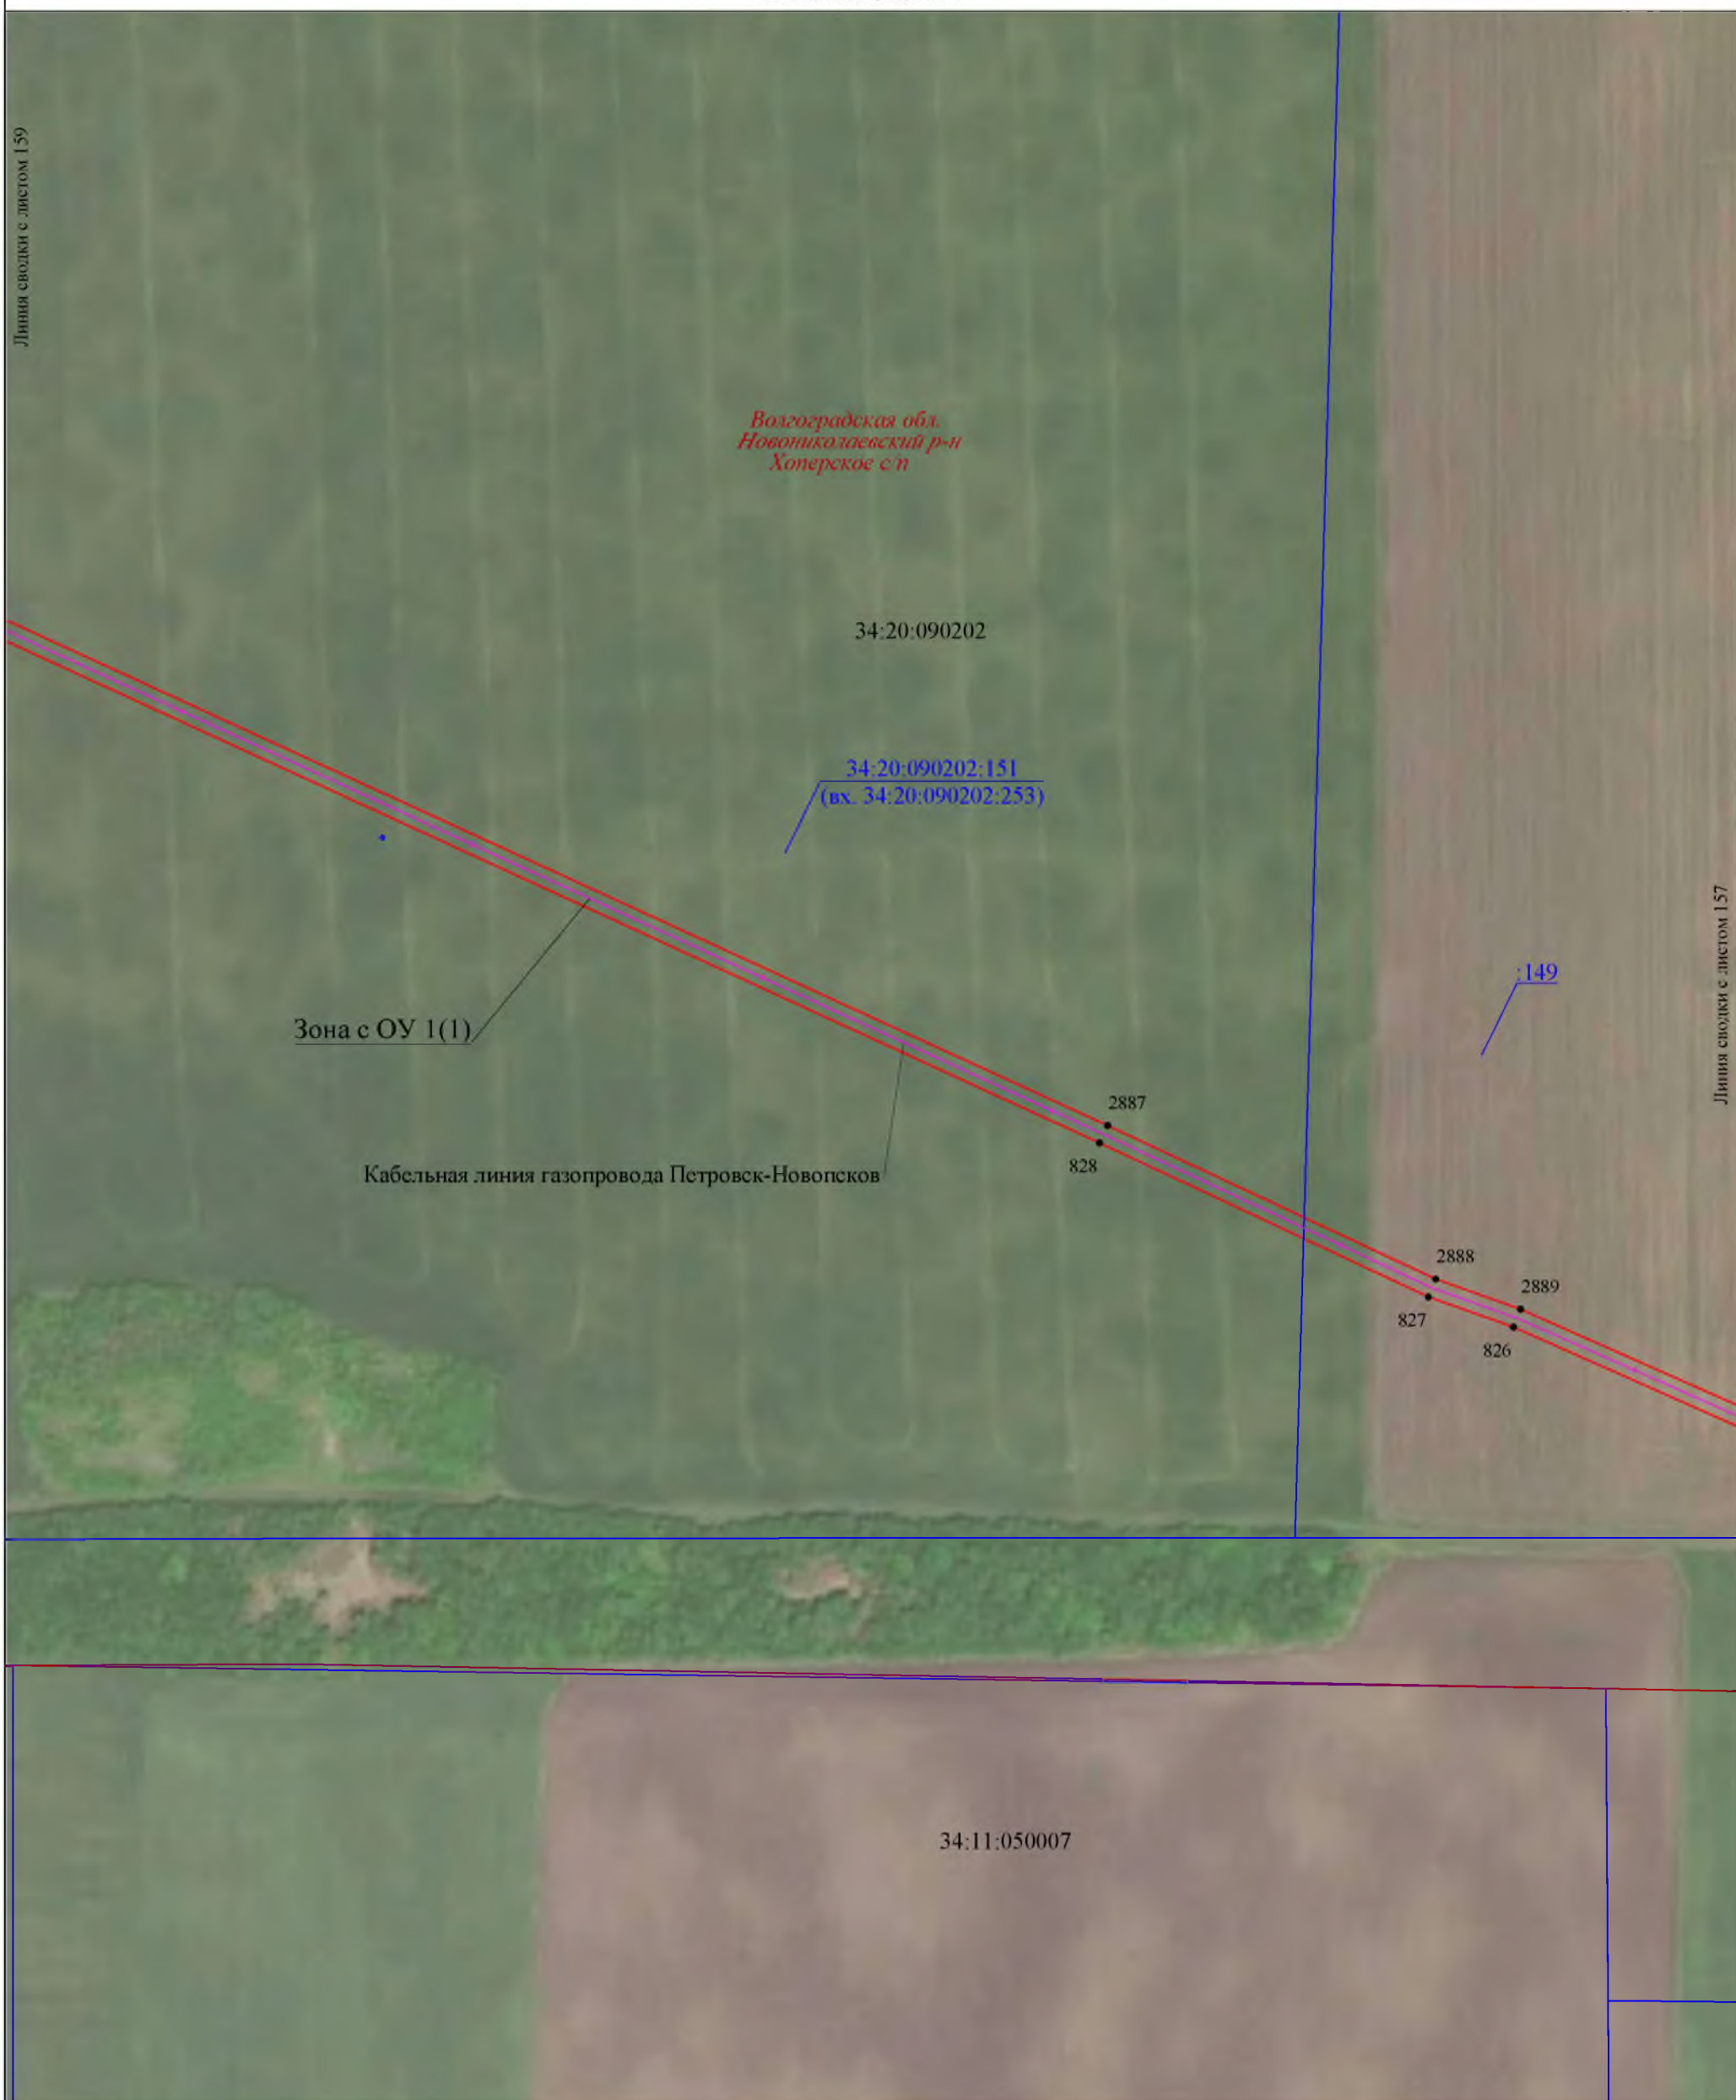 Линия сводки с листом 159
Волгоградская обл.
Новониколаевский р-н
Хоперское с/п
34:20:090202
34:20:090202:151
(вх. 34:20:090202:253)
Линия сводки с листом 157
:149
Зона с ОУ 1(1)
2887
828
Кабельная линия газопровода Петровск-Новопсков
2888
2889
827
826
34:11:050007